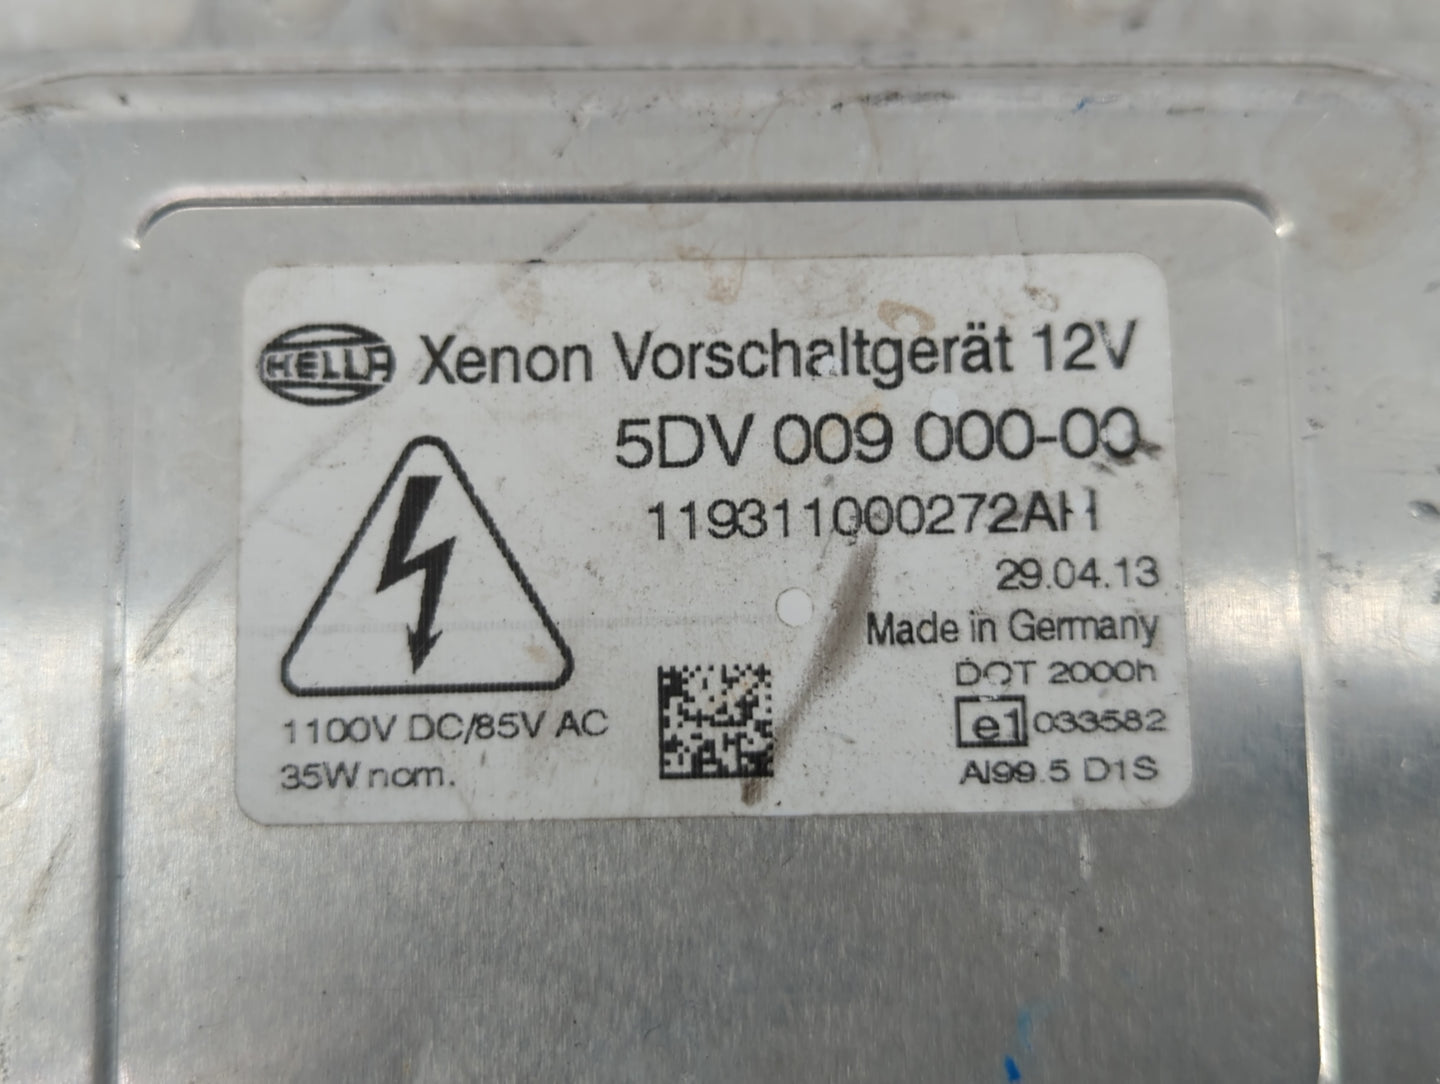 HELLA Xenon Vorschaltgerät 12V
5DV 009 000-00
119311000272AH
29.04.13
Made in Germany
DOT 2000h
e1 033582
AI99.5 D1S
1100V DC/85V AC
35W nom.